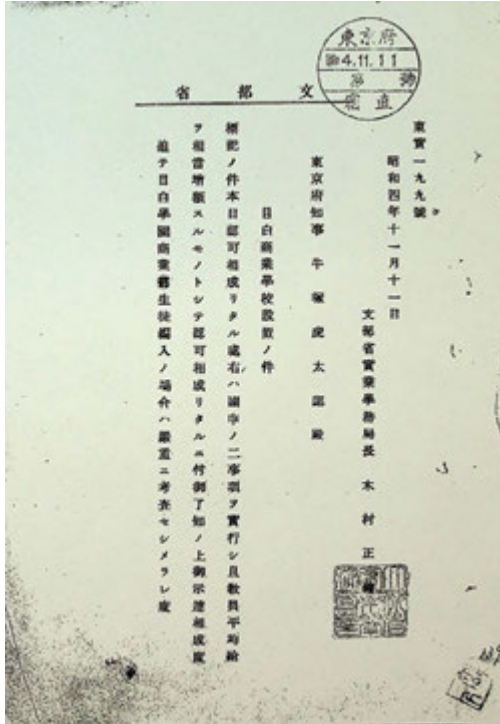 東京府
昭4.11.11
宿直
文部省
東實一九九號
昭和四年十一月十一日
文部省實業學務局長 木村正
東京府知事 牛塚虎太郎殿
目白商業學校設置ノ件
標記ノ件本日認可相成リタル處右ハ國申ノ二事項ヲ實行シ且敎員平均給
ヲ相當增額スルモノトシテ認可相成リタルニ付御了知ノ上御示達相成度
追テ目白學園商業部生徒編入ノ場合ハ嚴重ニ考査セシメラレ度